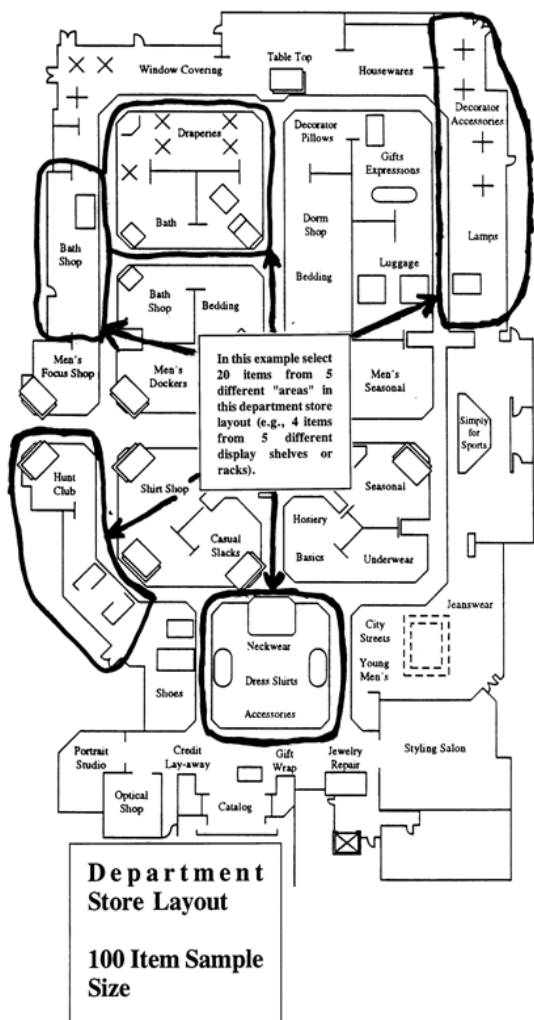 Window Covering
Table Top
Housewares
Decorator
Accessories
Draperies
Decorator
Pillows
Gifts
Expressions
Bath
Dorm
Shop
Bath
Shop
Lamps
Luggage
Bedding
Bath
Shop
Bedding
Men's
Focus Shop
Men's
Dockers
In this example select
20 items from 5
different "areas" in
this department store
layout (e.g., 4 items
from 5 different
display shelves or
racks).
Men's
Seasonal
Simply
for
Sports
Hunt
Club
Shirt Shop
Seasonal
Casual
Slacks
Hosiery
Basics
Underwear
Jeanswear
City
Streets
Young
Men's
Neckwear
Dress Shirts
Accessories
Shoes
Portrait
Studio
Credit
Lay-away
Gift
Wrap
Jewelry
Repair
Styling Salon
Optical
Shop
Catalog
Department
Store Layout
100 Item Sample
Size